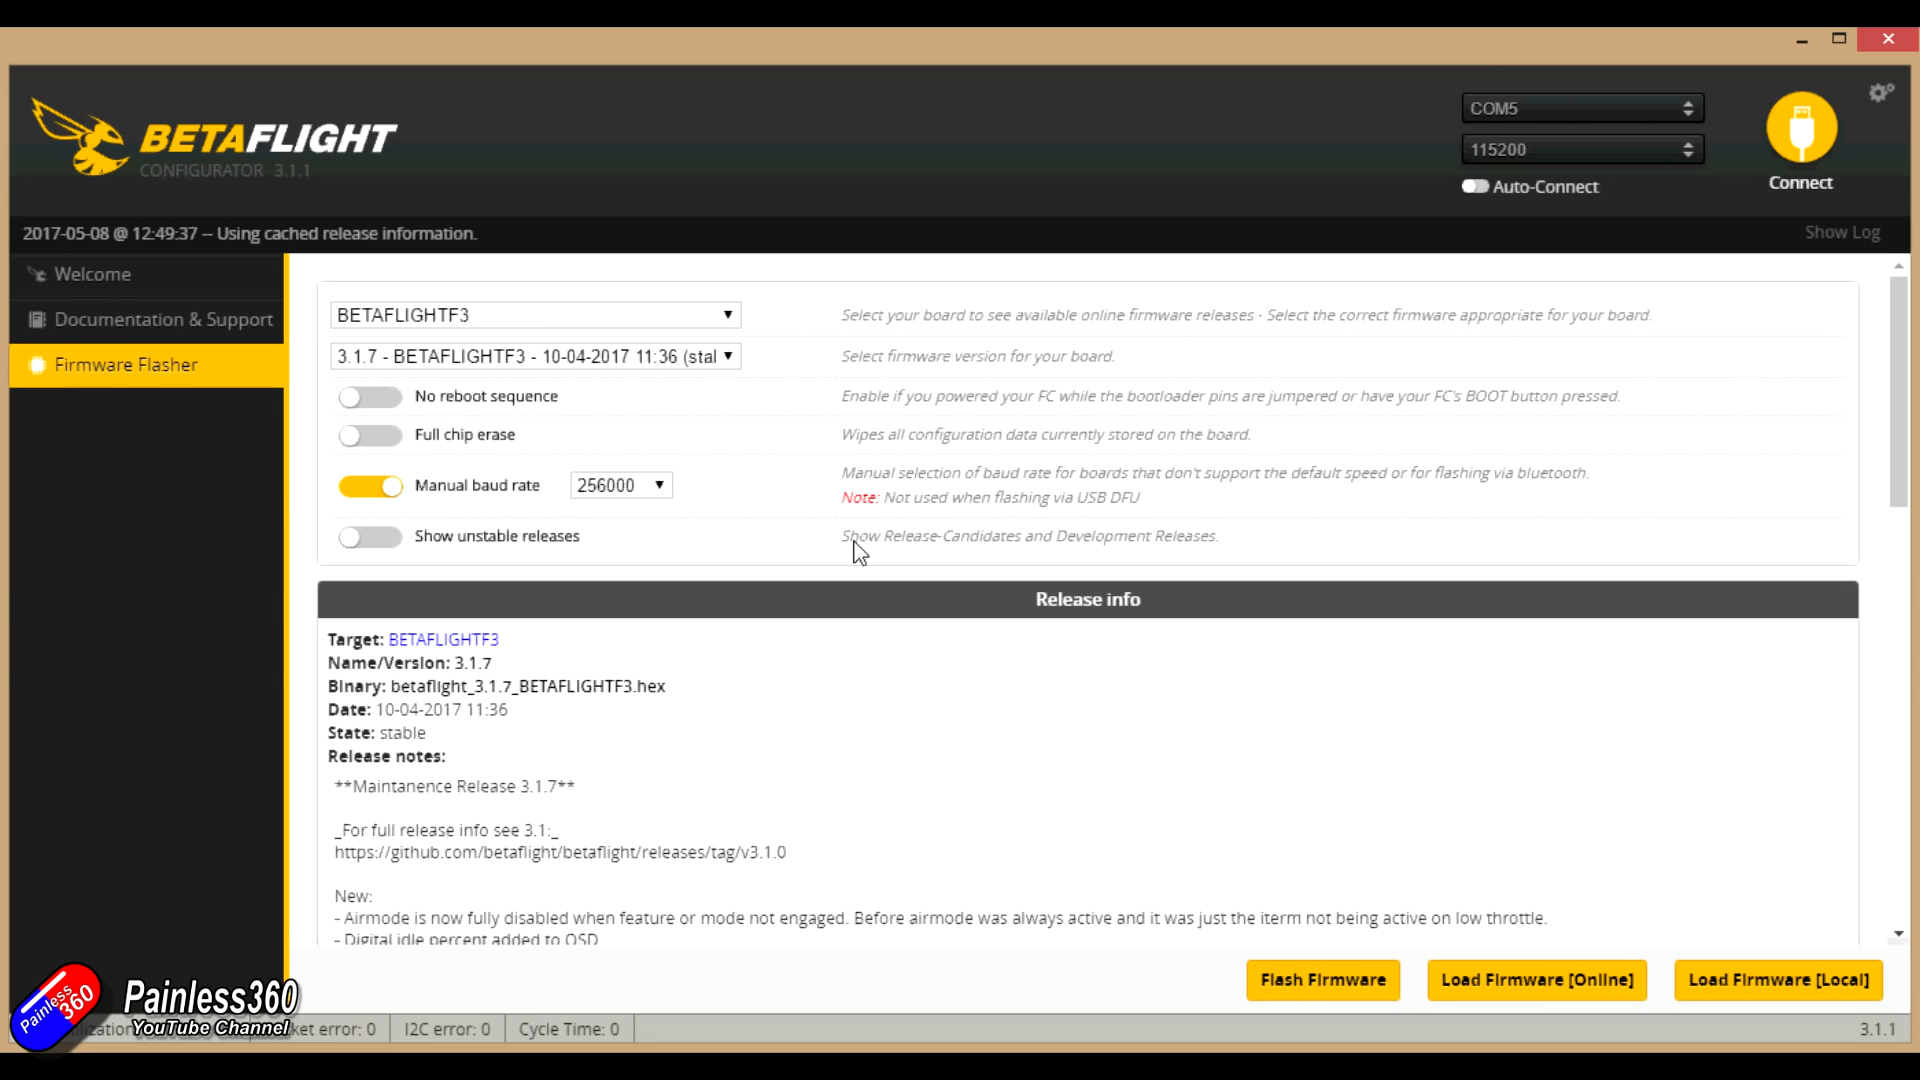 BETAFLIGHT
CONFIGURATOR 3.1.1
COM5
115200
Auto-Connect
Connect
2017-05-08 @ 12:49:37 -- Using cached release information.
Show Log
Welcome
Documentation & Support
Firmware Flasher
BETAFLIGHTF3
Select your board to see available online firmware releases - Select the correct firmware appropriate for your board.
3.1.7 - BETAFLIGHTF3 - 10-04-2017 11:36 (stal
Select firmware version for your board.
No reboot sequence
Enable if you powered your FC while the bootloader pins are jumpered or have your FC's BOOT button pressed.
Full chip erase
Wipes all configuration data currently stored on the board.
Manual baud rate
256000
Manual selection of baud rate for boards that don't support the default speed or for flashing via bluetooth.
Note: Not used when flashing via USB DFU
Show unstable releases
Show Release-Candidates and Development Releases.
Release info
Target: BETAFLIGHTF3
Name/Version: 3.1.7
Binary: betaflight_3.1.7_BETAFLIGHTF3.hex
Date: 10-04-2017 11:36
State: stable
Release notes:
**Maintanence Release 3.1.7**
_For full release info see 3.1:_
https://github.com/betaflight/betaflight/releases/tag/v3.1.0
New:
- Airmode is now fully disabled when feature or mode not engaged. Before airmode was always active and it was just the iterm not being active on low throttle.
- Digital idle percent added to OSD
Flash Firmware
Load Firmware [Online]
Load Firmware [Local]
Painless360
Painless360
YouTube Channel
error: 0
I2C error: 0
Cycle Time: 0
3.1.1